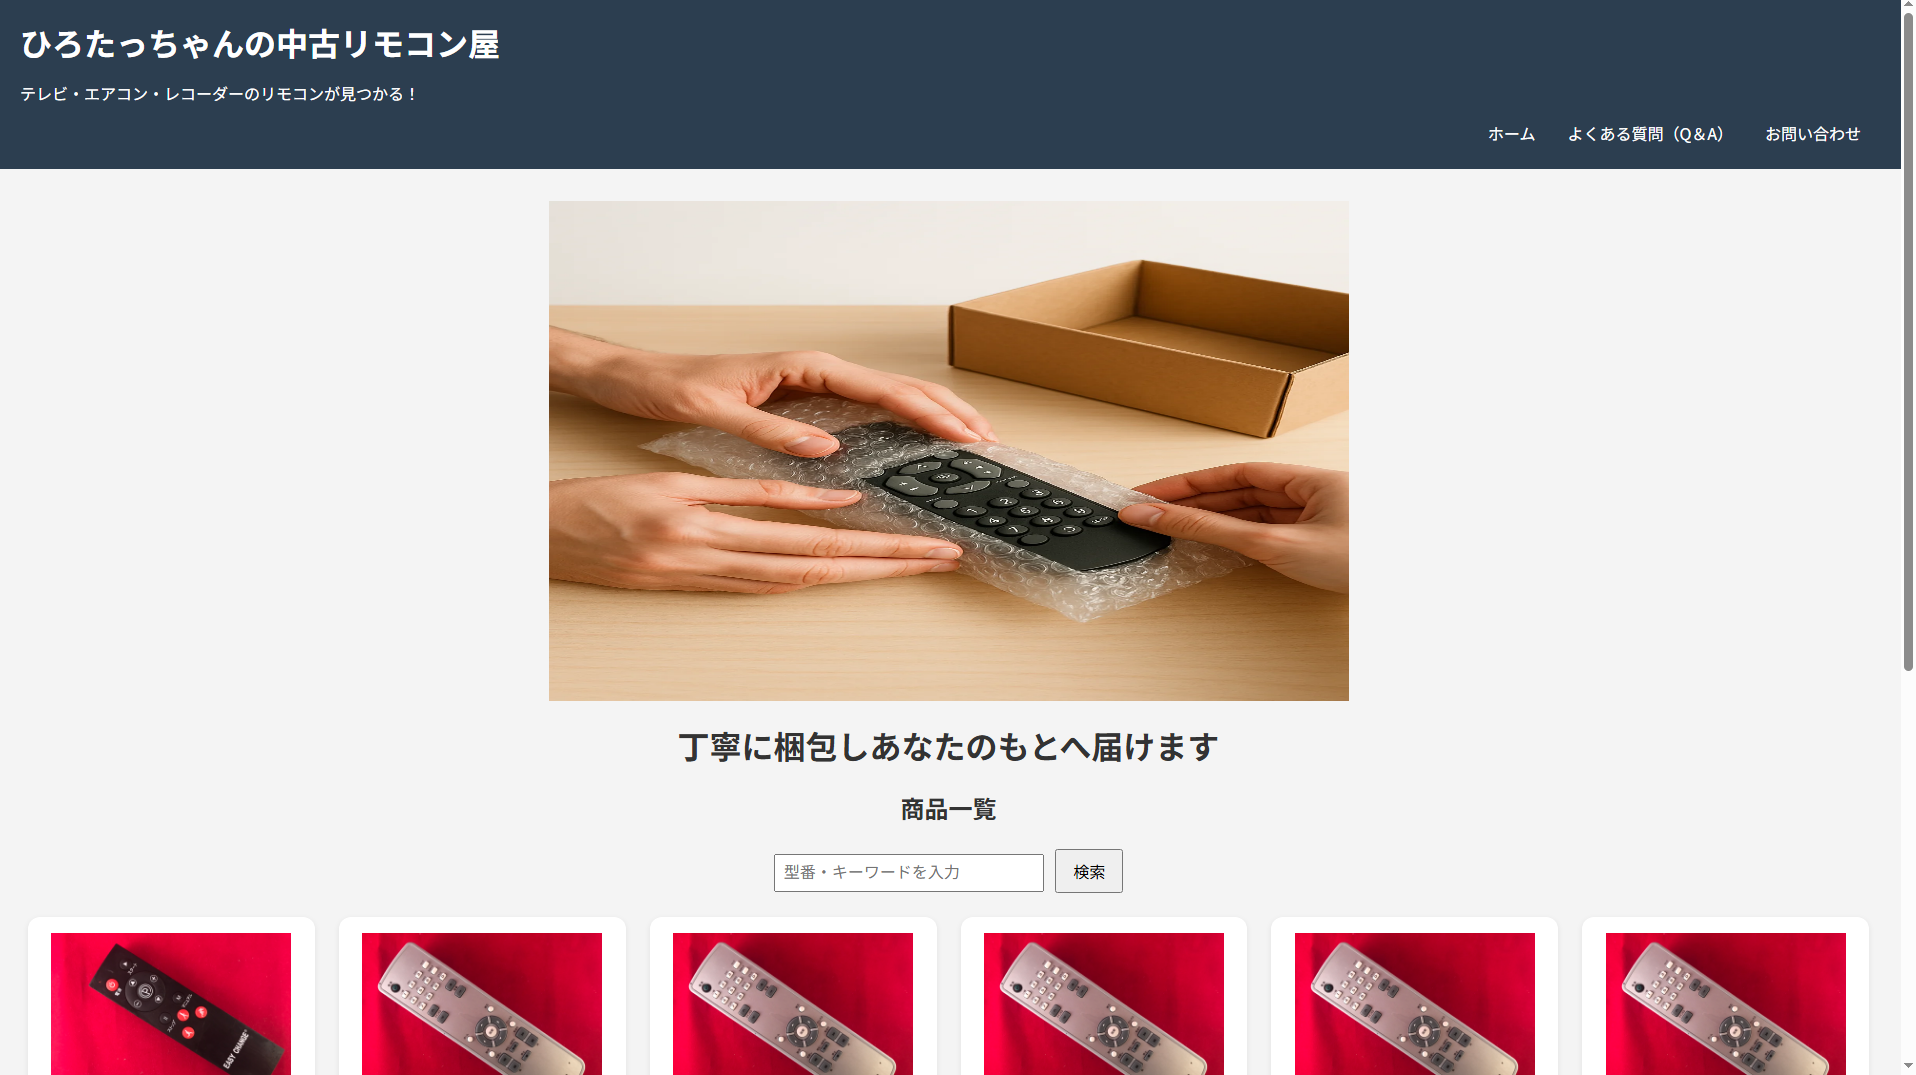 ひろたっちゃんの中古リモコン屋
テレビ・エアコン・レコーダーのリモコンが見つかる！
ホーム よくある質問（Q＆A） お問い合わせ
丁寧に梱包しあなたのもとへ届けます
商品一覧
型番・キーワードを入力 検索
EASY CHANGE